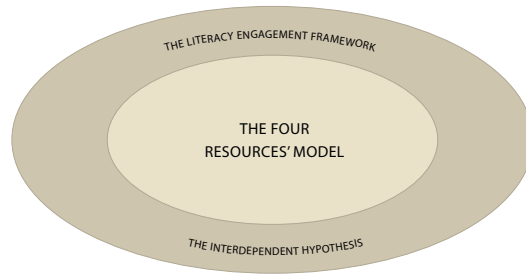 THE LITERACY ENGAGEMENT FRAMEWORK
THE FOUR
RESOURCES’ MODEL
THE INTERDEPENDENT HYPOTHESIS